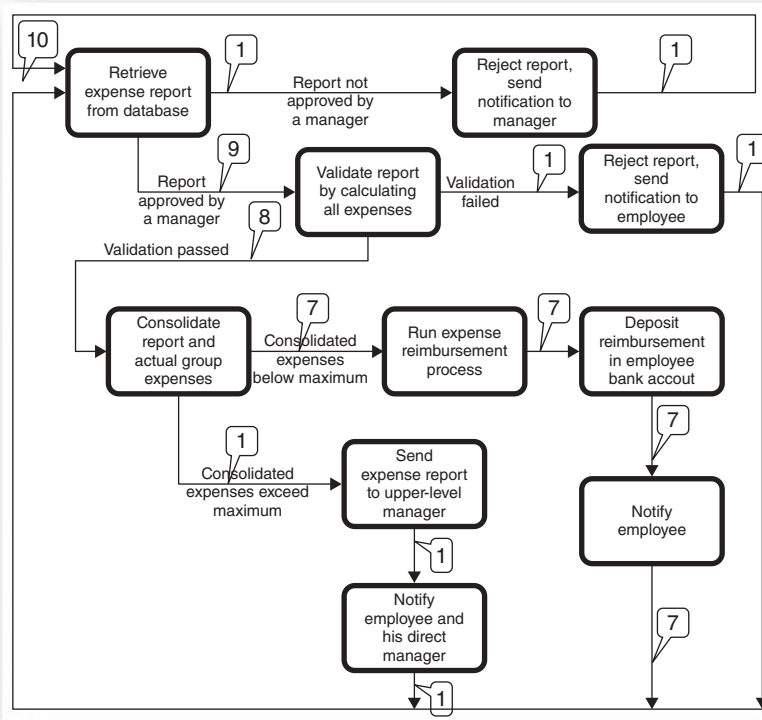 10
1
1
Retrieve
expense report
from database
Report not
approved by
a manager
Reject report,
send
notification to
manager
9
1
1
Report
approved by
a manager
Validate report
by calculating
all expenses
Validation
failed
Reject report,
send
notification to
employee
8
Validation passed
7
7
Consolidate
report and
actual group
expenses
Consolidated
expenses
below maximum
Run expense
reimbursement
process
Deposit
reimbursement
in employee
bank accout
7
1
Consolidated
expenses exceed
maximum
Send
expense report
to upper-level
manager
Notify
employee
1
Notify
employee and
his direct
manager
7
1